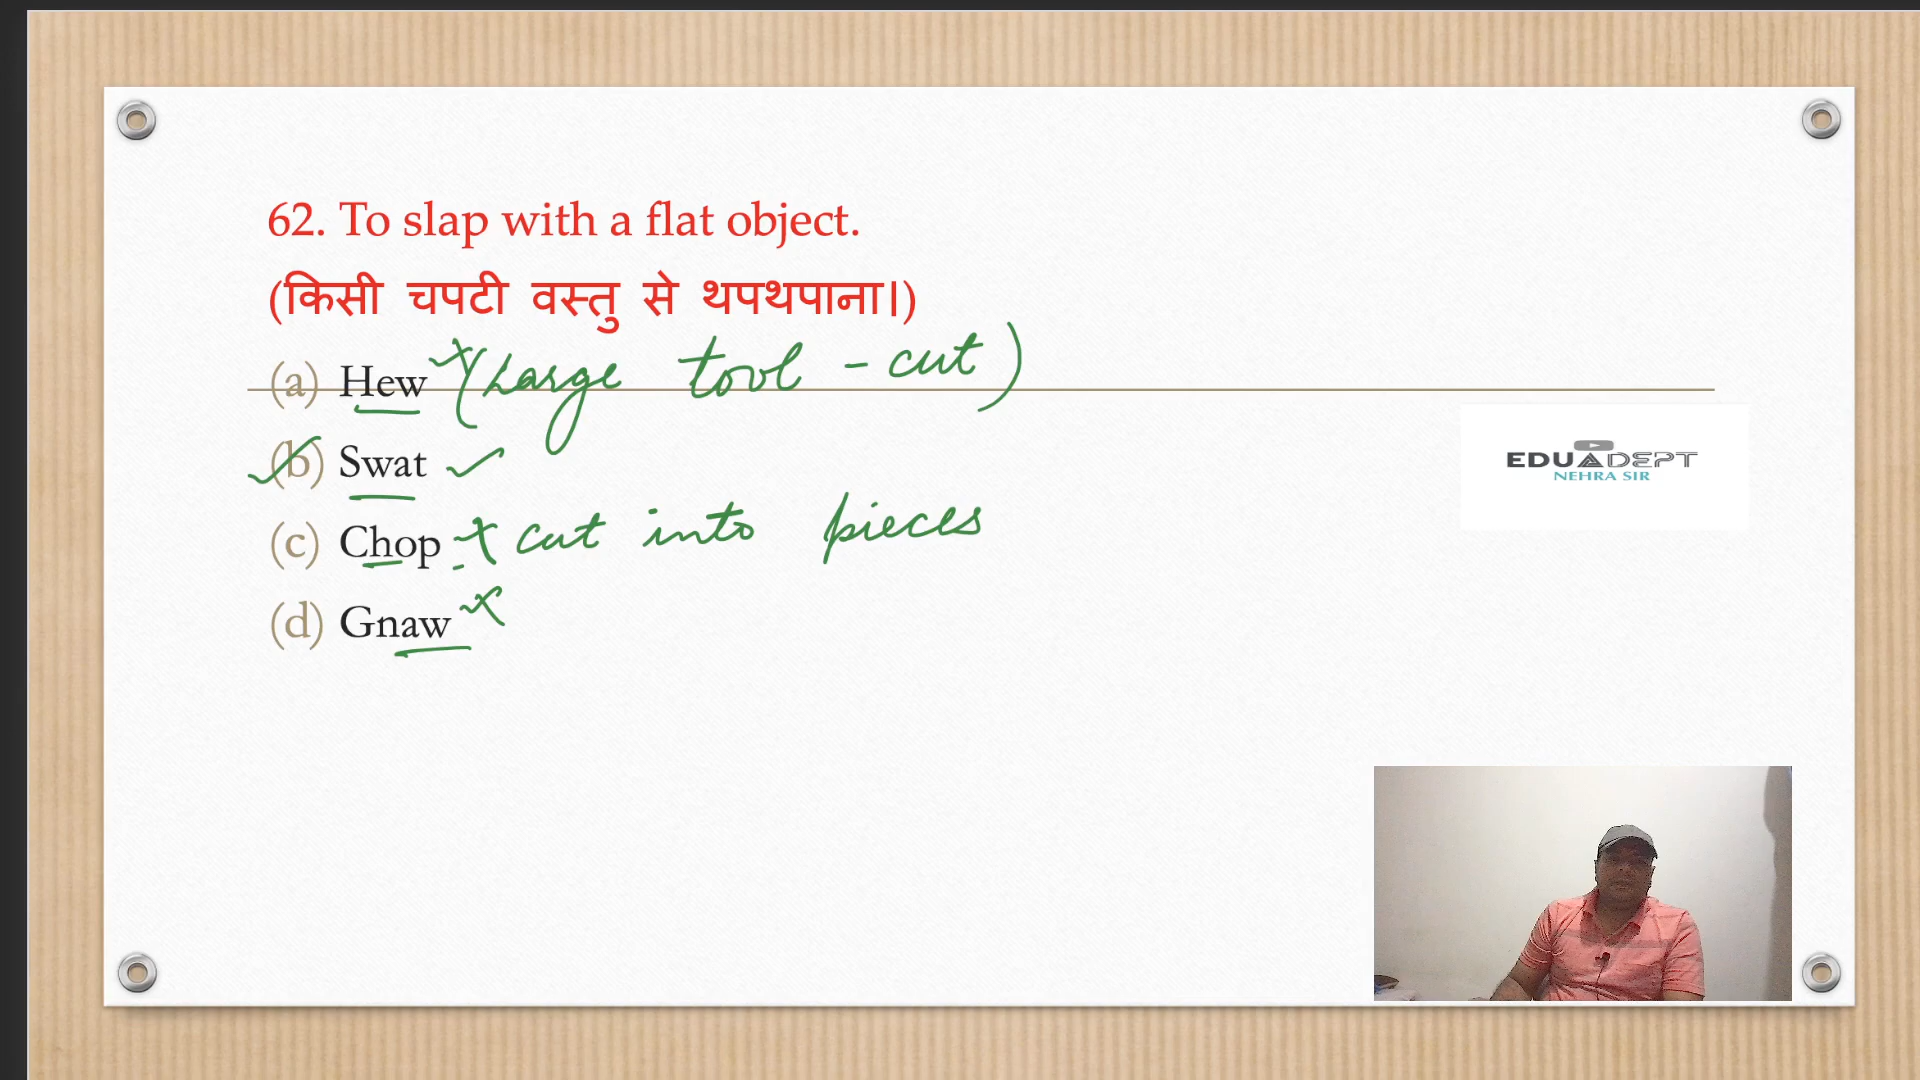 62. To slap with a flat object.
(किसी चपटी वस्तु से थपथपाना।)
(a) Hew (Large tool - cut)
(b) Swat
(c) Chop cut into pieces
(d) Gnaw
EDUADEPT
NEHRA SIR